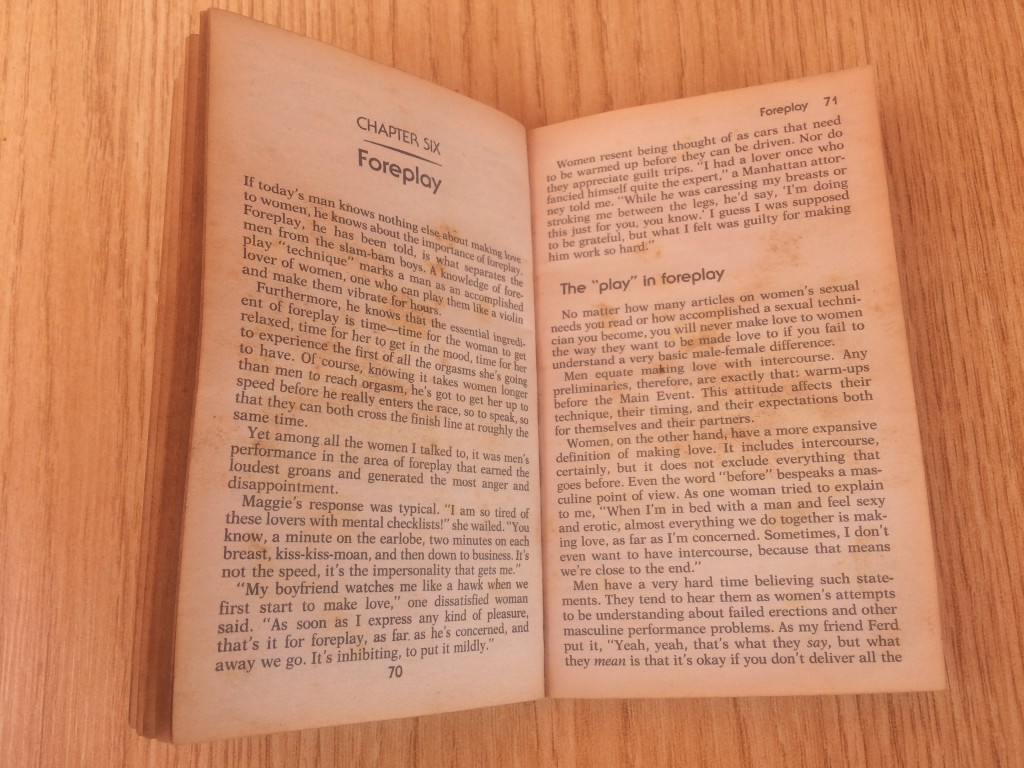 CHAPTER SIX
Foreplay
If today's man knows nothing else about making love
to women, he knows about the importance of foreplay.
Foreplay, he has been told, is what separates the
men from the slam-bam boys. A knowledge of fore-
play "technique" marks a man as an accomplished
lover of women, one who can play them like a violin
and make them vibrate for hours.
Furthermore, he knows that the essential ingredi-
ent of foreplay is time—time for the woman to get
relaxed, time for her to get in the mood, time for her
to experience the first of all the orgasms she's going
to have. Of course, knowing it takes women longer
than men to reach orgasm, he's got to get her up to
speed before he really enters the race, so to speak, so
that they can both cross the finish line at roughly the
same time.
Yet among all the women I talked to, it was men's
performance in the area of foreplay that earned the
loudest groans and generated the most anger and
disappointment.
Maggie's response was typical. "I am so tired of
these lovers with mental checklists!" she wailed. "You
know, a minute on the earlobe, two minutes on each
breast, kiss-kiss-moan, and then down to business. It's
not the speed, it's the impersonality that gets me."
"My boyfriend watches me like a hawk when we
first start to make love," one dissatisfied woman
said. "As soon as I express any kind of pleasure,
that's it for foreplay, as far as he's concerned, and
away we go. It's inhibiting, to put it mildly."
70
Foreplay 71
Women resent being thought of as cars that need
to be warmed up before they can be driven. Nor do
they appreciate guilt trips. "I had a lover once who
fancied himself quite the expert," a Manhattan attor-
ney told me. "While he was caressing my breasts or
stroking me between the legs, he'd say, 'I'm doing
this just for you, you know.' I guess I was supposed
to be grateful, but what I felt was guilty for making
him work so hard."
The "play" in foreplay
No matter how many articles on women's sexual
needs you read or how accomplished a sexual techni-
cian you become, you will never make love to women
the way they want to be made love to if you fail to
understand a very basic male-female difference.
Men equate making love with intercourse. Any
preliminaries, therefore, are exactly that: warm-ups
before the Main Event. This attitude affects their
technique, their timing, and their expectations both
for themselves and their partners.
Women, on the other hand, have a more expansive
definition of making love. It includes intercourse,
certainly, but it does not exclude everything that
goes before. Even the word "before" bespeaks a mas-
culine point of view. As one woman tried to explain
to me, "When I'm in bed with a man and feel sexy
and erotic, almost everything we do together is mak-
ing love, as far as I'm concerned. Sometimes, I don't
even want to have intercourse, because that means
we're close to the end."
Men have a very hard time believing such state-
ments. They tend to hear them as women's attempts
to be understanding about failed erections and other
masculine performance problems. As my friend Ferd
put it, "Yeah, yeah, that's what they say, but what
they mean is that it's okay if you don't deliver all the